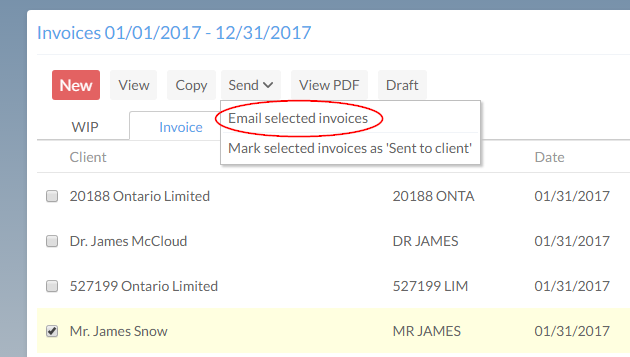 Invoices 01/01/2017 - 12/31/2017
New View Copy Send View PDF Draft
Email selected invoices
WIP Invoice
Mark selected invoices as 'Sent to client'
Client Date
20188 Ontario Limited 20188 ONTA 01/31/2017
Dr. James McCloud DR JAMES 01/31/2017
527199 Ontario Limited 527199 LIM 01/31/2017
Mr. James Snow MR JAMES 01/31/2017